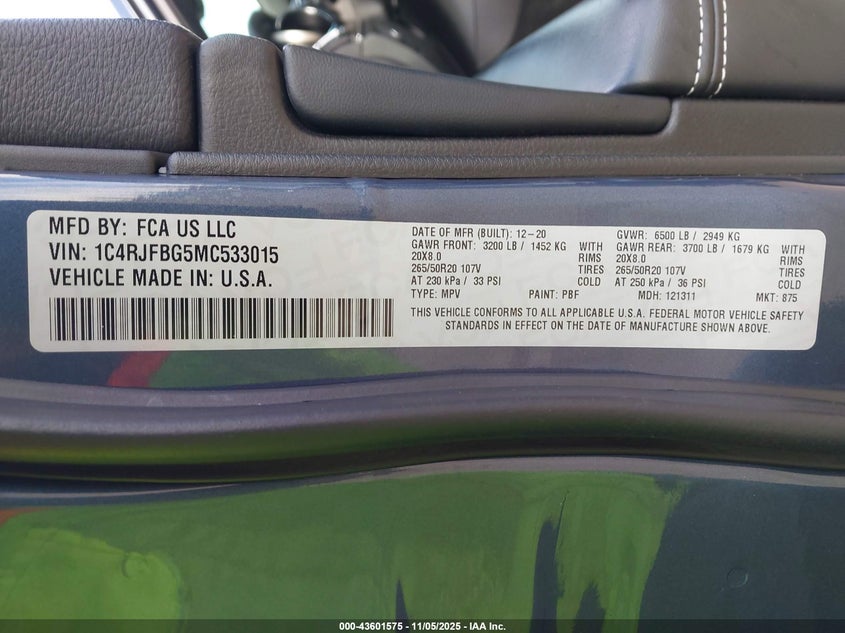 MFD BY: FCA US LLC
VIN: 1C4RJFBG5MC533015
VEHICLE MADE IN: U.S.A.
DATE OF MFR (BUILT): 12-20 GVWR: 6500 LB / 2949 KG
GAWR FRONT: 3200 LB / 1452 KG GAWR REAR: 3700 LB / 1679 KG
20X8.0 RIMS 20X8.0 RIMS
265/50R20 107V TIRES 265/50R20 107V TIRES
AT 230 kPa / 33 PSI COLD AT 250 kPa / 36 PSI COLD
TYPE: MPV PAINT: PBF MDH: 121311 MKT: 875
THIS VEHICLE CONFORMS TO ALL APPLICABLE U.S.A. FEDERAL MOTOR VEHICLE SAFETY
STANDARDS IN EFFECT ON THE DATE OF MANUFACTURE SHOWN ABOVE.
000-43601575 - 11/05/2025 - IAA Inc.